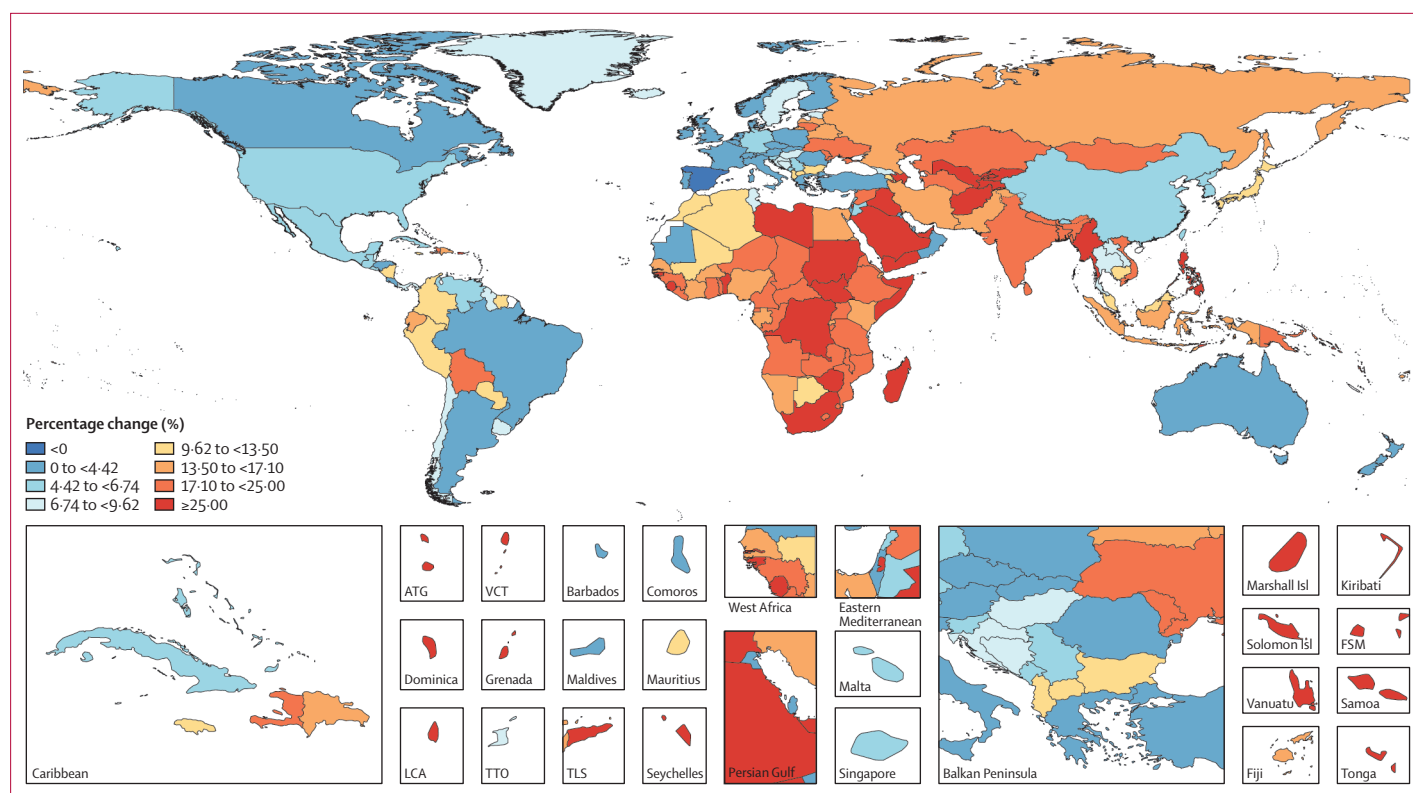 Percentage change (%)
<0
0 to <4·42
4·42 to <6·74
6·74 to <9·62
9·62 to <13·50
13·50 to <17·10
17·10 to <25·00
≥25·00
Caribbean
ATG
VCT
Barbados
Comoros
Dominica
Grenada
Maldives
Mauritius
LCA
TTO
TLS
Seychelles
West Africa
Eastern
Mediterranean
Persian Gulf
Malta
Singapore
Balkan Peninsula
Marshall Isl
Kiribati
Solomon Isl
FSM
Vanuatu
Samoa
Fiji
Tonga